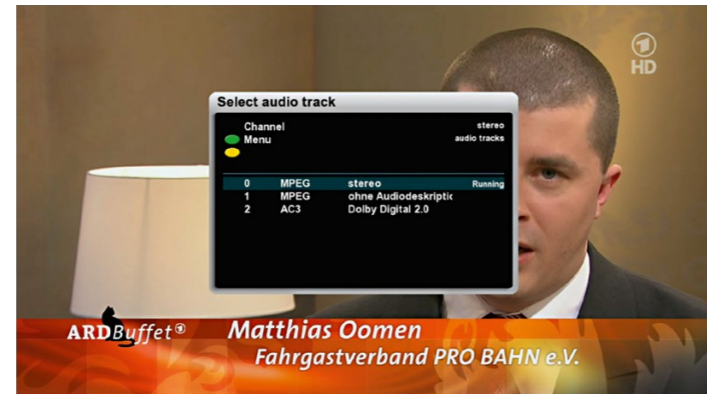 HD
Select audio track
Channel stereo
Menu audio tracks
0 MPEG stereo Running
1 MPEG ohne Audiodeskriptic
2 AC3 Dolby Digital 2.0
ARDBuffet
Matthias Oomen
Fahrgastverband PRO BAHN e.V.